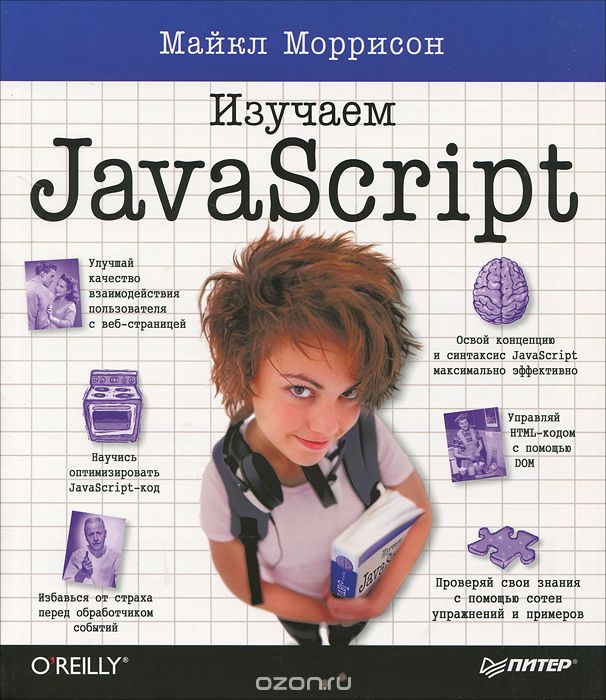 Майкл Моррисон
Изучаем
JavaScript
Улучшай
качество
взаимодействия
пользователя
с веб-страницей
Освой концепцию
и синтаксис JavaScript
максимально эффективно
Научись
оптимизировать
JavaScript-код
Управляй
HTML-кодом
с помощью
DOM
Избавься от страха
перед обработчиком
событий
Проверяй свои знания
с помощью сотен
упражнений и примеров
Изучаем
JavaScript
O'REILLY®
ПИТЕР®
ozon.ru